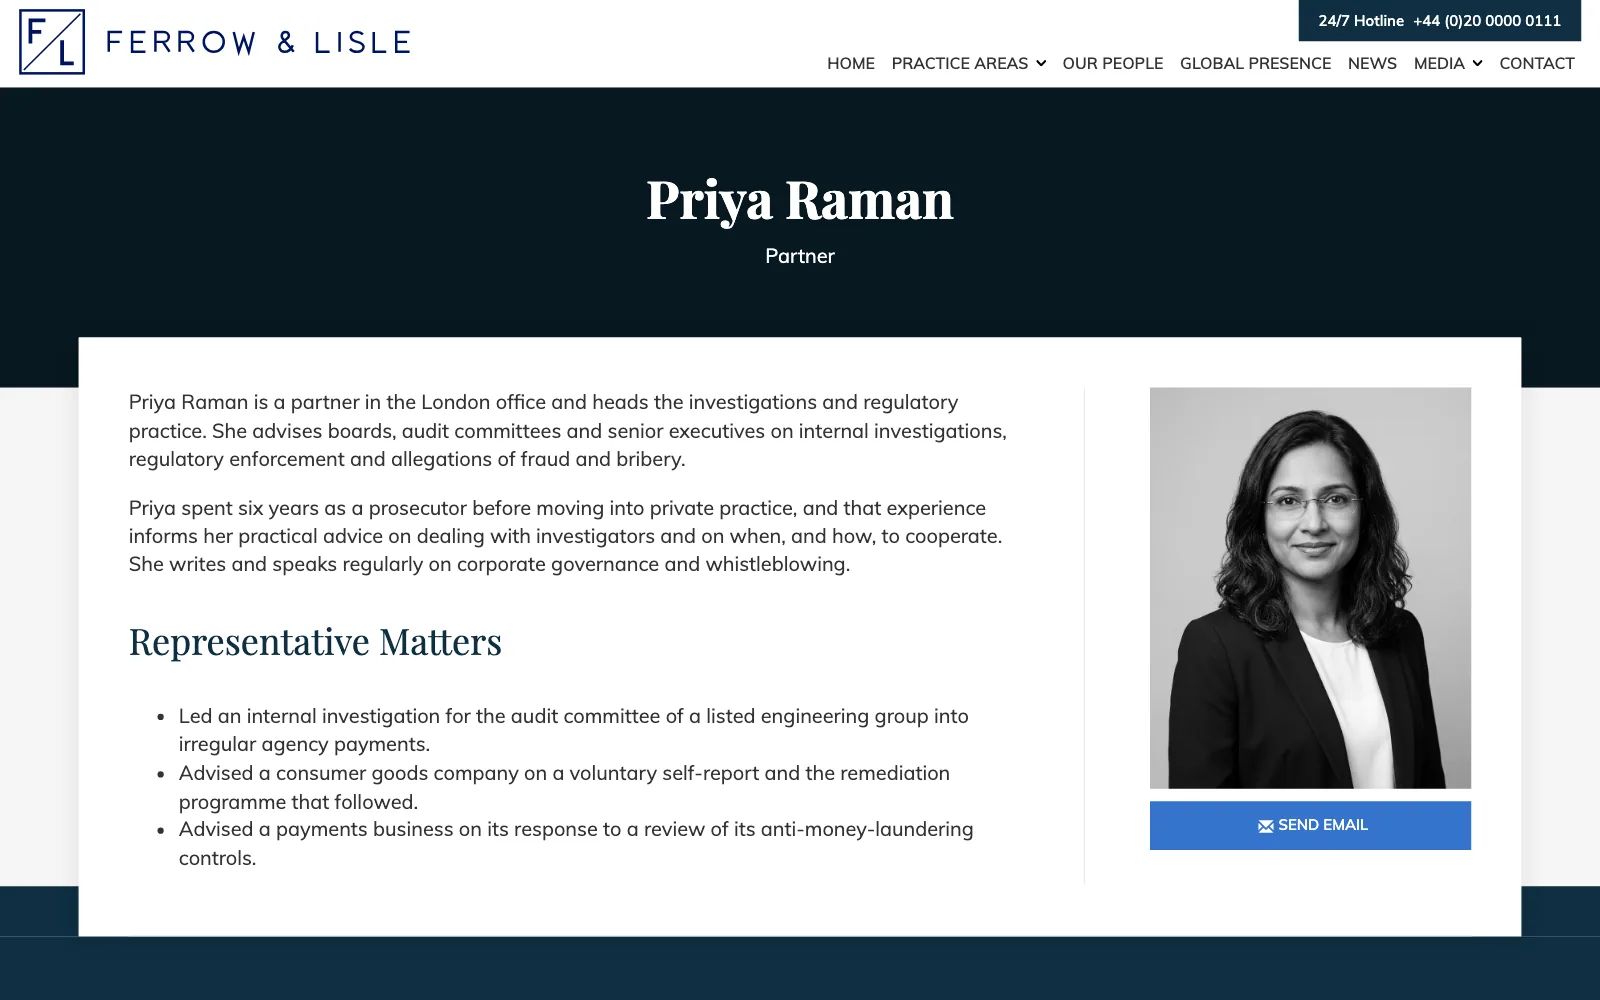 F L
FERROW & LISLE
24/7 Hotline +44 (0)20 0000 0111
HOME PRACTICE AREAS OUR PEOPLE GLOBAL PRESENCE NEWS MEDIA CONTACT
Priya Raman
Partner
Priya Raman is a partner in the London office and heads the investigations and regulatory
practice. She advises boards, audit committees and senior executives on internal investigations,
regulatory enforcement and allegations of fraud and bribery.
Priya spent six years as a prosecutor before moving into private practice, and that experience
informs her practical advice on dealing with investigators and on when, and how, to cooperate.
She writes and speaks regularly on corporate governance and whistleblowing.
Representative Matters
• Led an internal investigation for the audit committee of a listed engineering group into
irregular agency payments.
• Advised a consumer goods company on a voluntary self-report and the remediation
programme that followed.
• Advised a payments business on its response to a review of its anti-money-laundering
controls.
SEND EMAIL